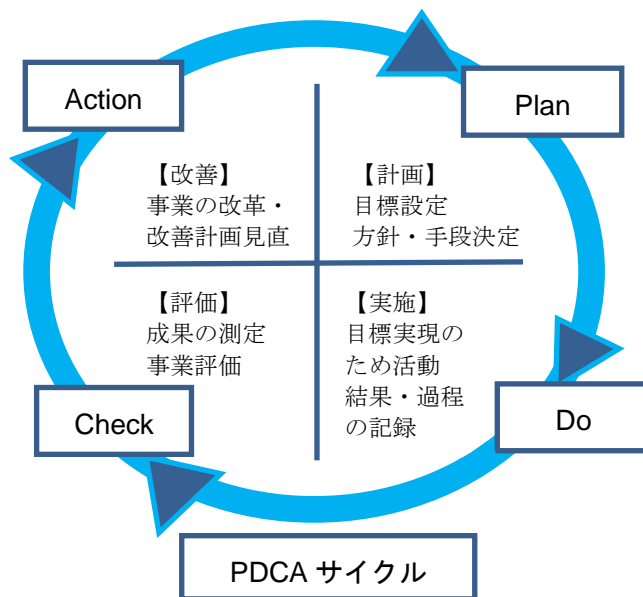 Action
Plan
【改善】
事業の改革・
改善計画見直
【計画】
目標設定
方針・手段決定
【評価】
成果の測定
事業評価
【実施】
目標実現の
ため活動
結果・過程
の記録
Check
Do
PDCA サイクル